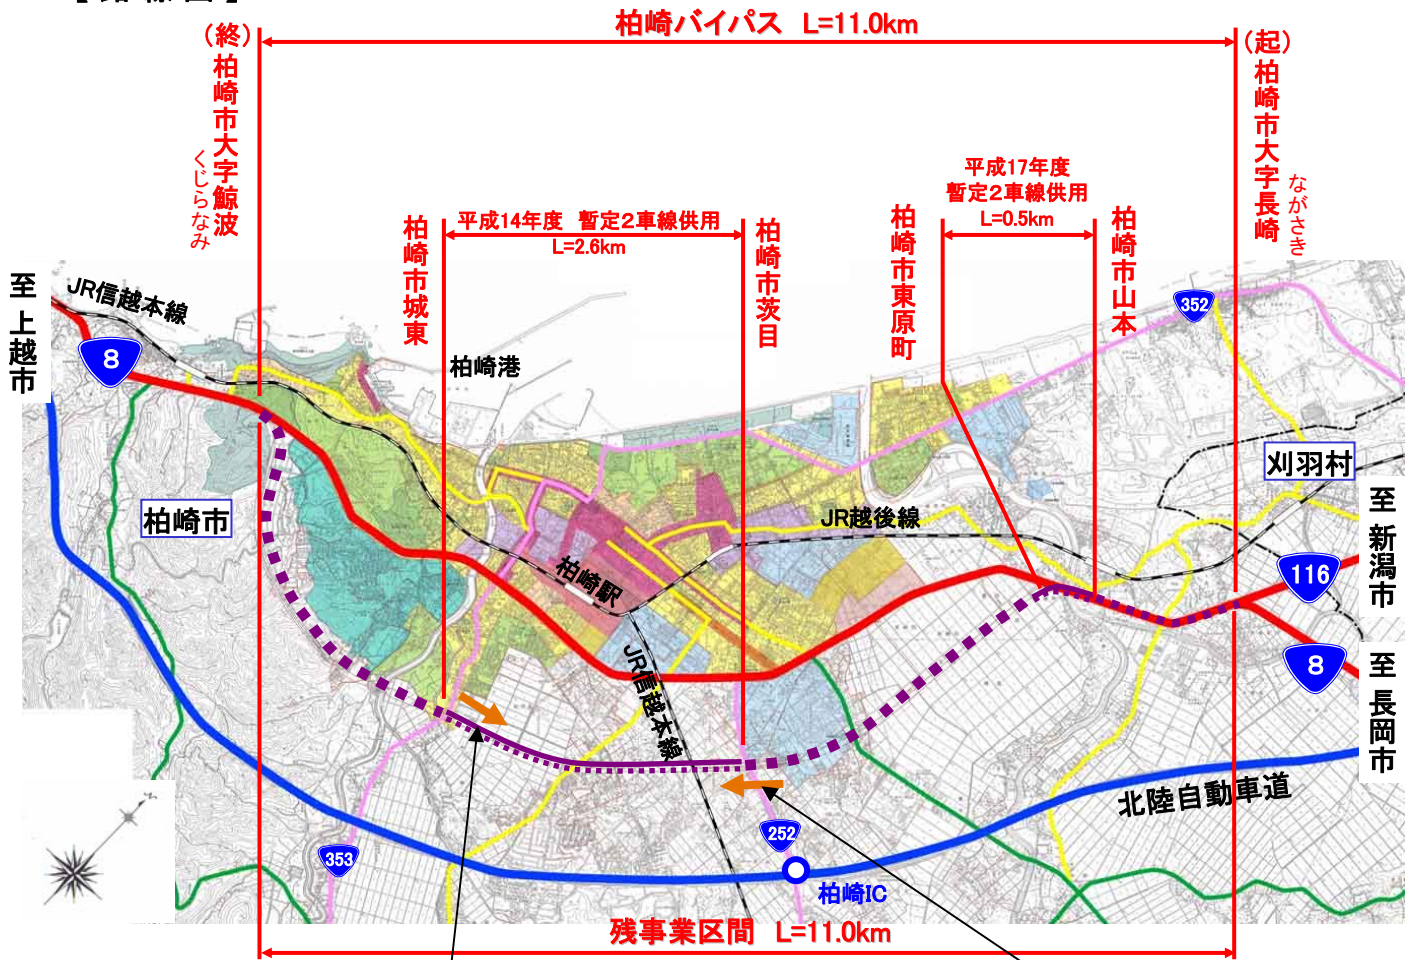 【路線図】
柏崎バイパス L=11.0km
(終)
柏崎市大字鯨波
くじらなみ
(起)
柏崎市大字長崎
ながさき
平成14年度 暫定2車線供用
L=2.6km
柏崎市城東
柏崎市茨目
平成17年度
暫定2車線供用
L=0.5km
柏崎市東原町
柏崎市山本
至上越市
JR信越本線
8
柏崎港
352
柏崎市
刈羽村
JR越後線
柏崎駅
JR信越本線
116
至新潟市
8
至長岡市
北陸自動車道
353
252
柏崎IC
残事業区間 L=11.0km